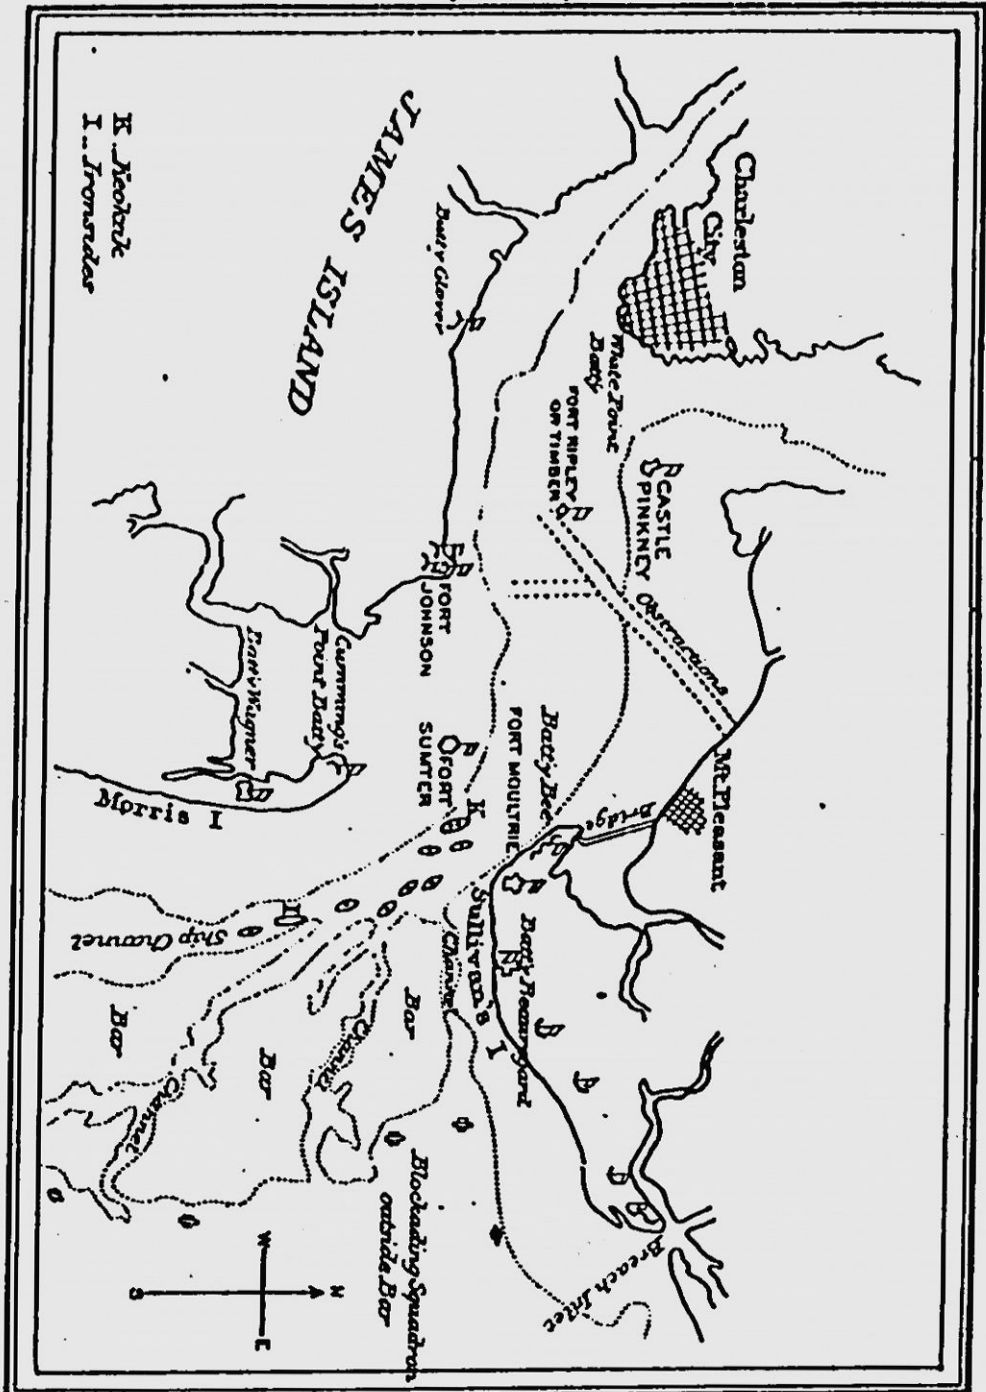 Charleston
City
White Point
Batt'y
FORT RIPLEY
OR TIMBER
CASTLE
PINKNEY
Obstructions
Mt. Pleasant
Bridge
JAMES ISLAND
Batt'y Glover
FORT
JOHNSON
FORT
SUMTER
Batt'y Bee
FORT MOULTRIE
Batt'y Beauregard
Sullivan's I
Breach Inlet
Cumming's
Point Batt'y
Batt'y Wagner
Morris I
K
I
Ship Channel
Channel
Bar
Channel
Bar
Bar
Channel
Blockading Squadron
outside Bar
K.. Keokuk
I.. Ironsides
N
W
E
S